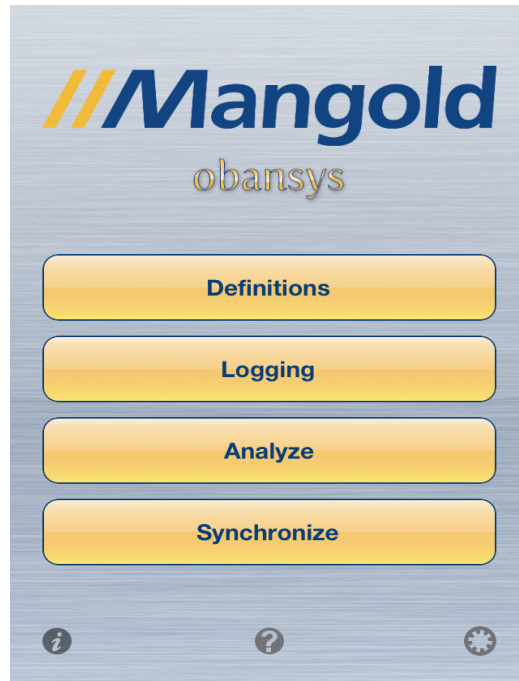 //Mangold
obansys
Definitions
Logging
Analyze
Synchronize
i
?